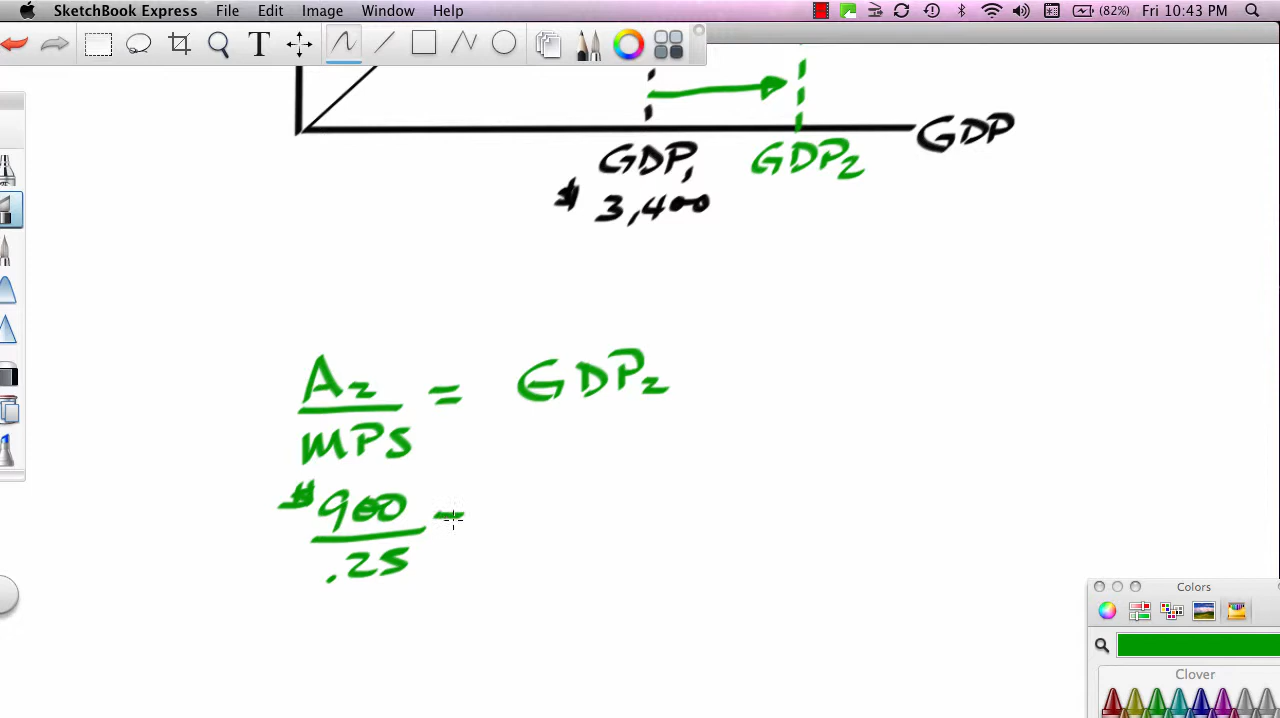 SketchBook Express File Edit Image Window Help (82%) Fri 10:43 PM
T
GDP
GDP1 GDP2
$ 3,400
A2 = GDP2
MPS
$900 =
.25
Colors
Clover